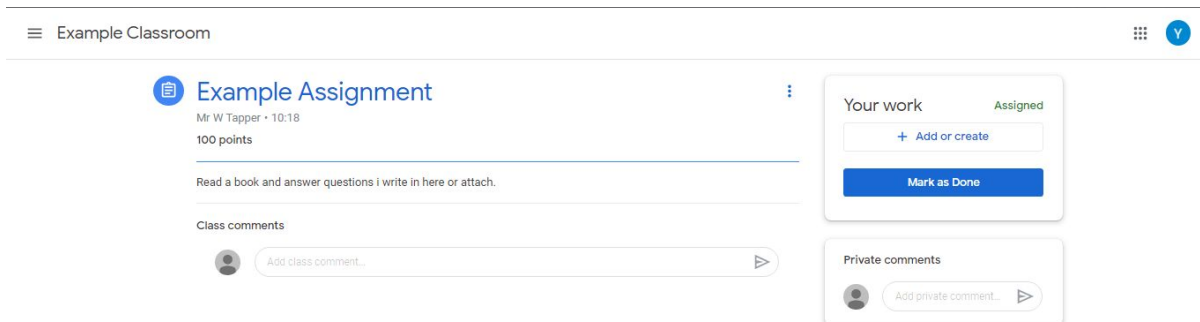 Example Classroom
Y
Example Assignment
Mr W Tapper • 10:18
100 points
Read a book and answer questions i write in here or attach.
Class comments
Add class comment...
Your work
Assigned
+ Add or create
Mark as Done
Private comments
Add private comment...